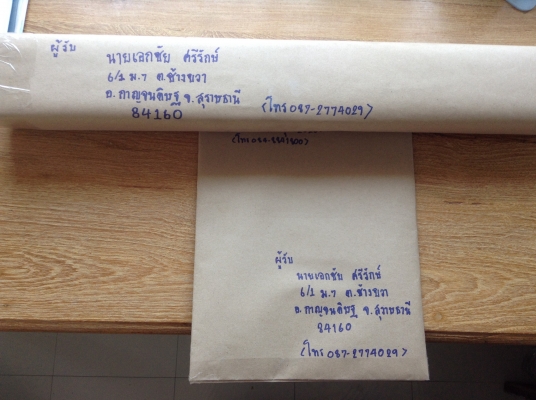 ผู้รับ
นายเอกชัย ศรีรักษ์
6/1 ม.7 ต.ช้างขวา
อ.กาญจนดิษฐ จ.สุราษธานี
84160
(โทร 087-2774029)
ผู้รับ
นายเอกชัย ศรีรักษ์
6/1 ม.7 ต.ช้างขวา
อ.กาญจนดิษฐ จ.สุราษธานี
84160
(โทร 087-2774029)